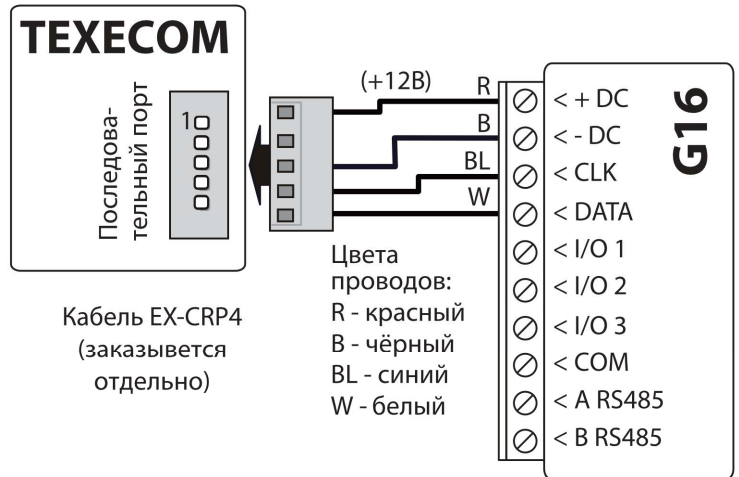 TEXECOM
Последова-
тельный порт
1
Кабель EX-CRP4
(заказывется
отдельно)
(+12В)
R
B
BL
W
Цвета
проводов:
R - красный
B - чёрный
BL - синий
W - белый
G16
< + DC
< - DC
< CLK
< DATA
< I/O 1
< I/O 2
< I/O 3
< COM
< A RS485
< B RS485